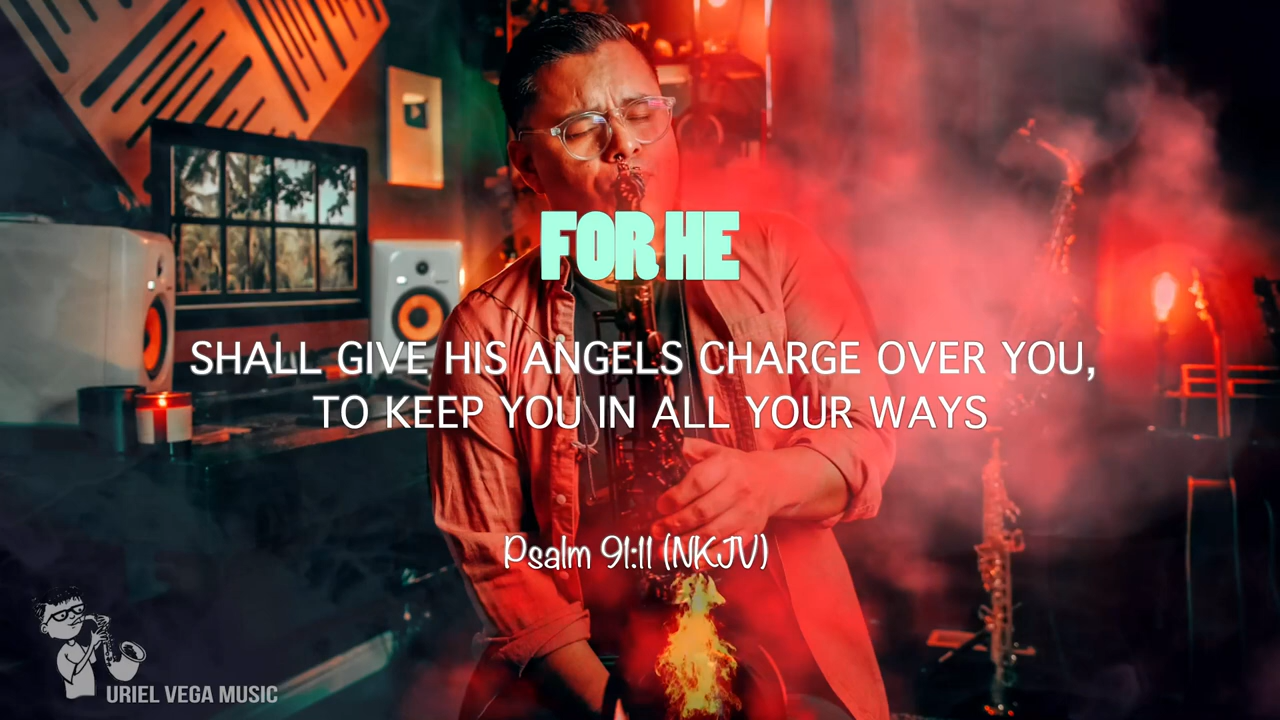 FOR HE
SHALL GIVE HIS ANGELS CHARGE OVER YOU,
TO KEEP YOU IN ALL YOUR WAYS
Psalm 91:11 (NKJV)
URIEL VEGA MUSIC